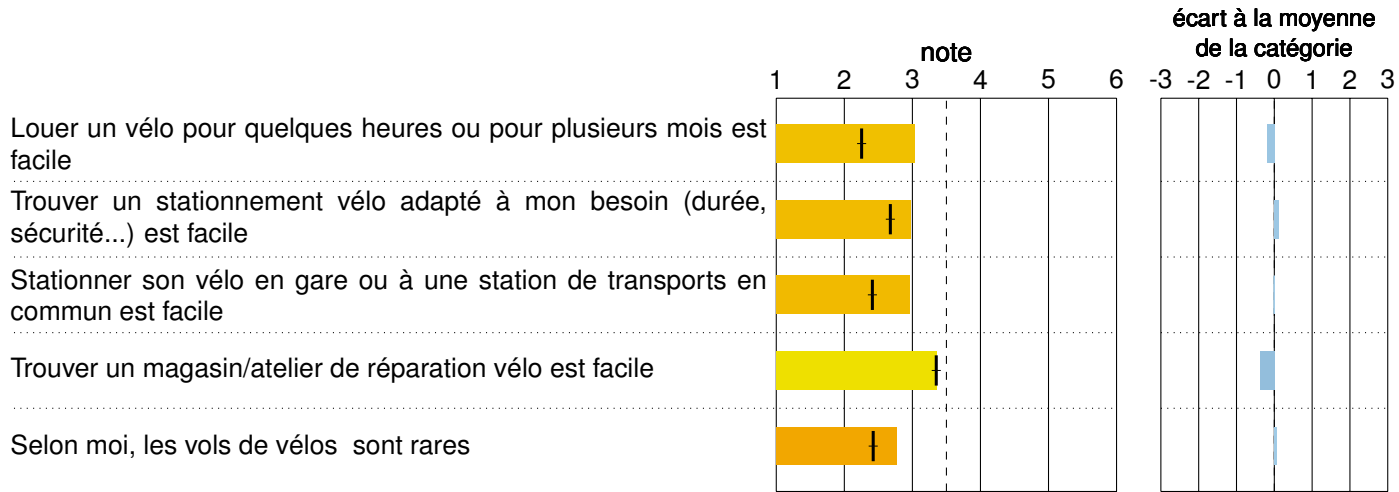 écart à la moyenne
de la catégorie
note
1 2 3 4 5 6
-3 -2 -1 0 1 2 3
Louer un vélo pour quelques heures ou pour plusieurs mois est
facile
Trouver un stationnement vélo adapté à mon besoin (durée,
sécurité...) est facile
Stationner son vélo en gare ou à une station de transports en
commun est facile
Trouver un magasin/atelier de réparation vélo est facile
Selon moi, les vols de vélos sont rares